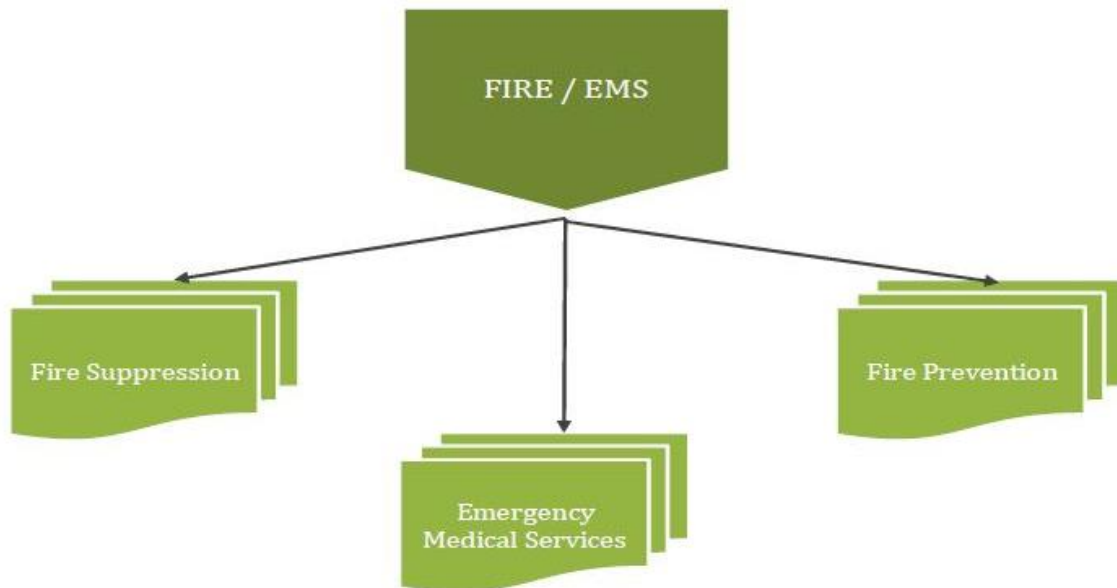 FIRE / EMS
Fire Suppression
Fire Prevention
Emergency
Medical Services